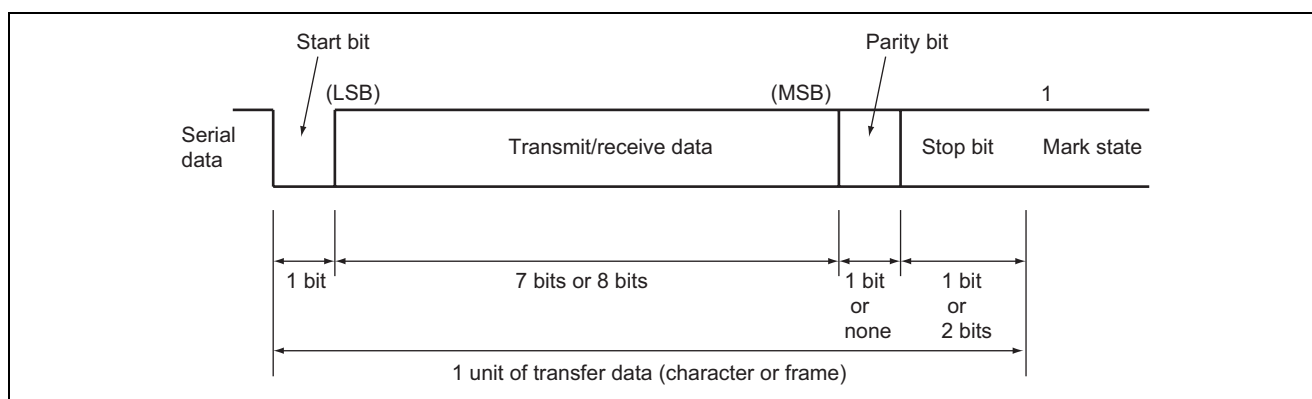 Start bit
Parity bit
(LSB)
(MSB)
1
Serial
data
Transmit/receive data
Stop bit
Mark state
1 bit
7 bits or 8 bits
1 bit
or
none
1 bit
or
2 bits
1 unit of transfer data (character or frame)